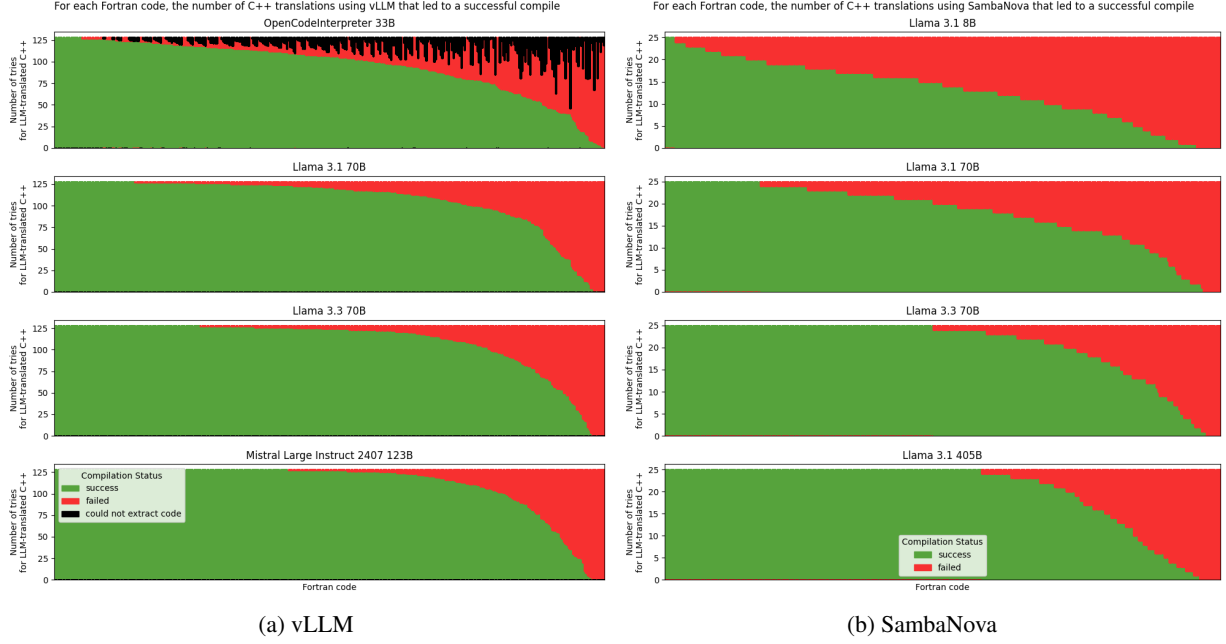 For each Fortran code, the number of C++ translations using vLLM that led to a successful compile
OpenCodeInterpreter 33B
125
100
75
50
25
0
Number of tries
for LLM-translated C++
Llama 3.1 70B
125
100
75
50
25
0
Number of tries
for LLM-translated C++
Llama 3.3 70B
125
100
75
50
25
0
Number of tries
for LLM-translated C++
Mistral Large Instruct 2407 123B
125
100
75
50
25
0
Number of tries
for LLM-translated C++
Compilation Status
success
failed
could not extract code
Fortran code
(a) vLLM
For each Fortran code, the number of C++ translations using SambaNova that led to a successful compile
Llama 3.1 8B
25
20
15
10
5
0
Number of tries
for LLM-translated C++
Llama 3.1 70B
25
20
15
10
5
0
Number of tries
for LLM-translated C++
Llama 3.3 70B
25
20
15
10
5
0
Number of tries
for LLM-translated C++
Llama 3.1 405B
25
20
15
10
5
0
Number of tries
for LLM-translated C++
Compilation Status
success
failed
Fortran code
(b) SambaNova